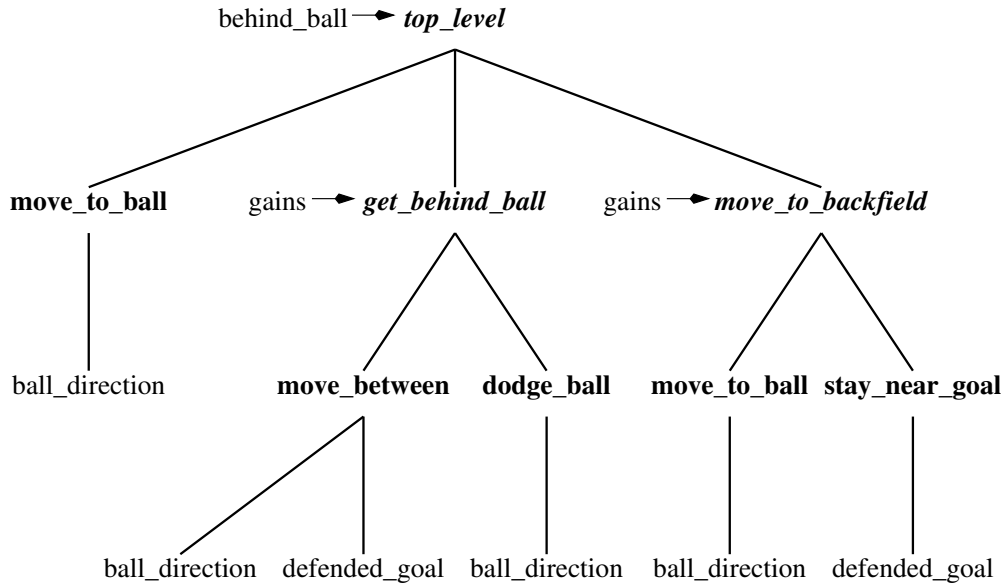 behind_ball top_level
move_to_ball gains get_behind_ball gains move_to_backfield
ball_direction move_between dodge_ball move_to_ball stay_near_goal
ball_direction defended_goal ball_direction ball_direction defended_goal